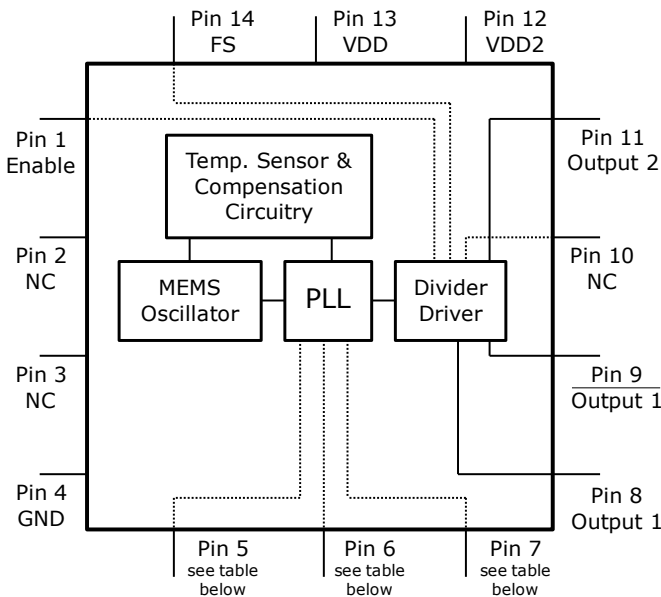 Pin 14
FS
Pin 13
VDD
Pin 12
VDD2
Pin 1
Enable
Temp. Sensor &
Compensation
Circuitry
Pin 11
Output 2
Pin 2
NC
MEMS
Oscillator
PLL
Divider
Driver
Pin 10
NC
Pin 3
NC
Pin 9
Output 1
Pin 4
GND
Pin 8
Output 1
Pin 5
see table
below
Pin 6
see table
below
Pin 7
see table
below